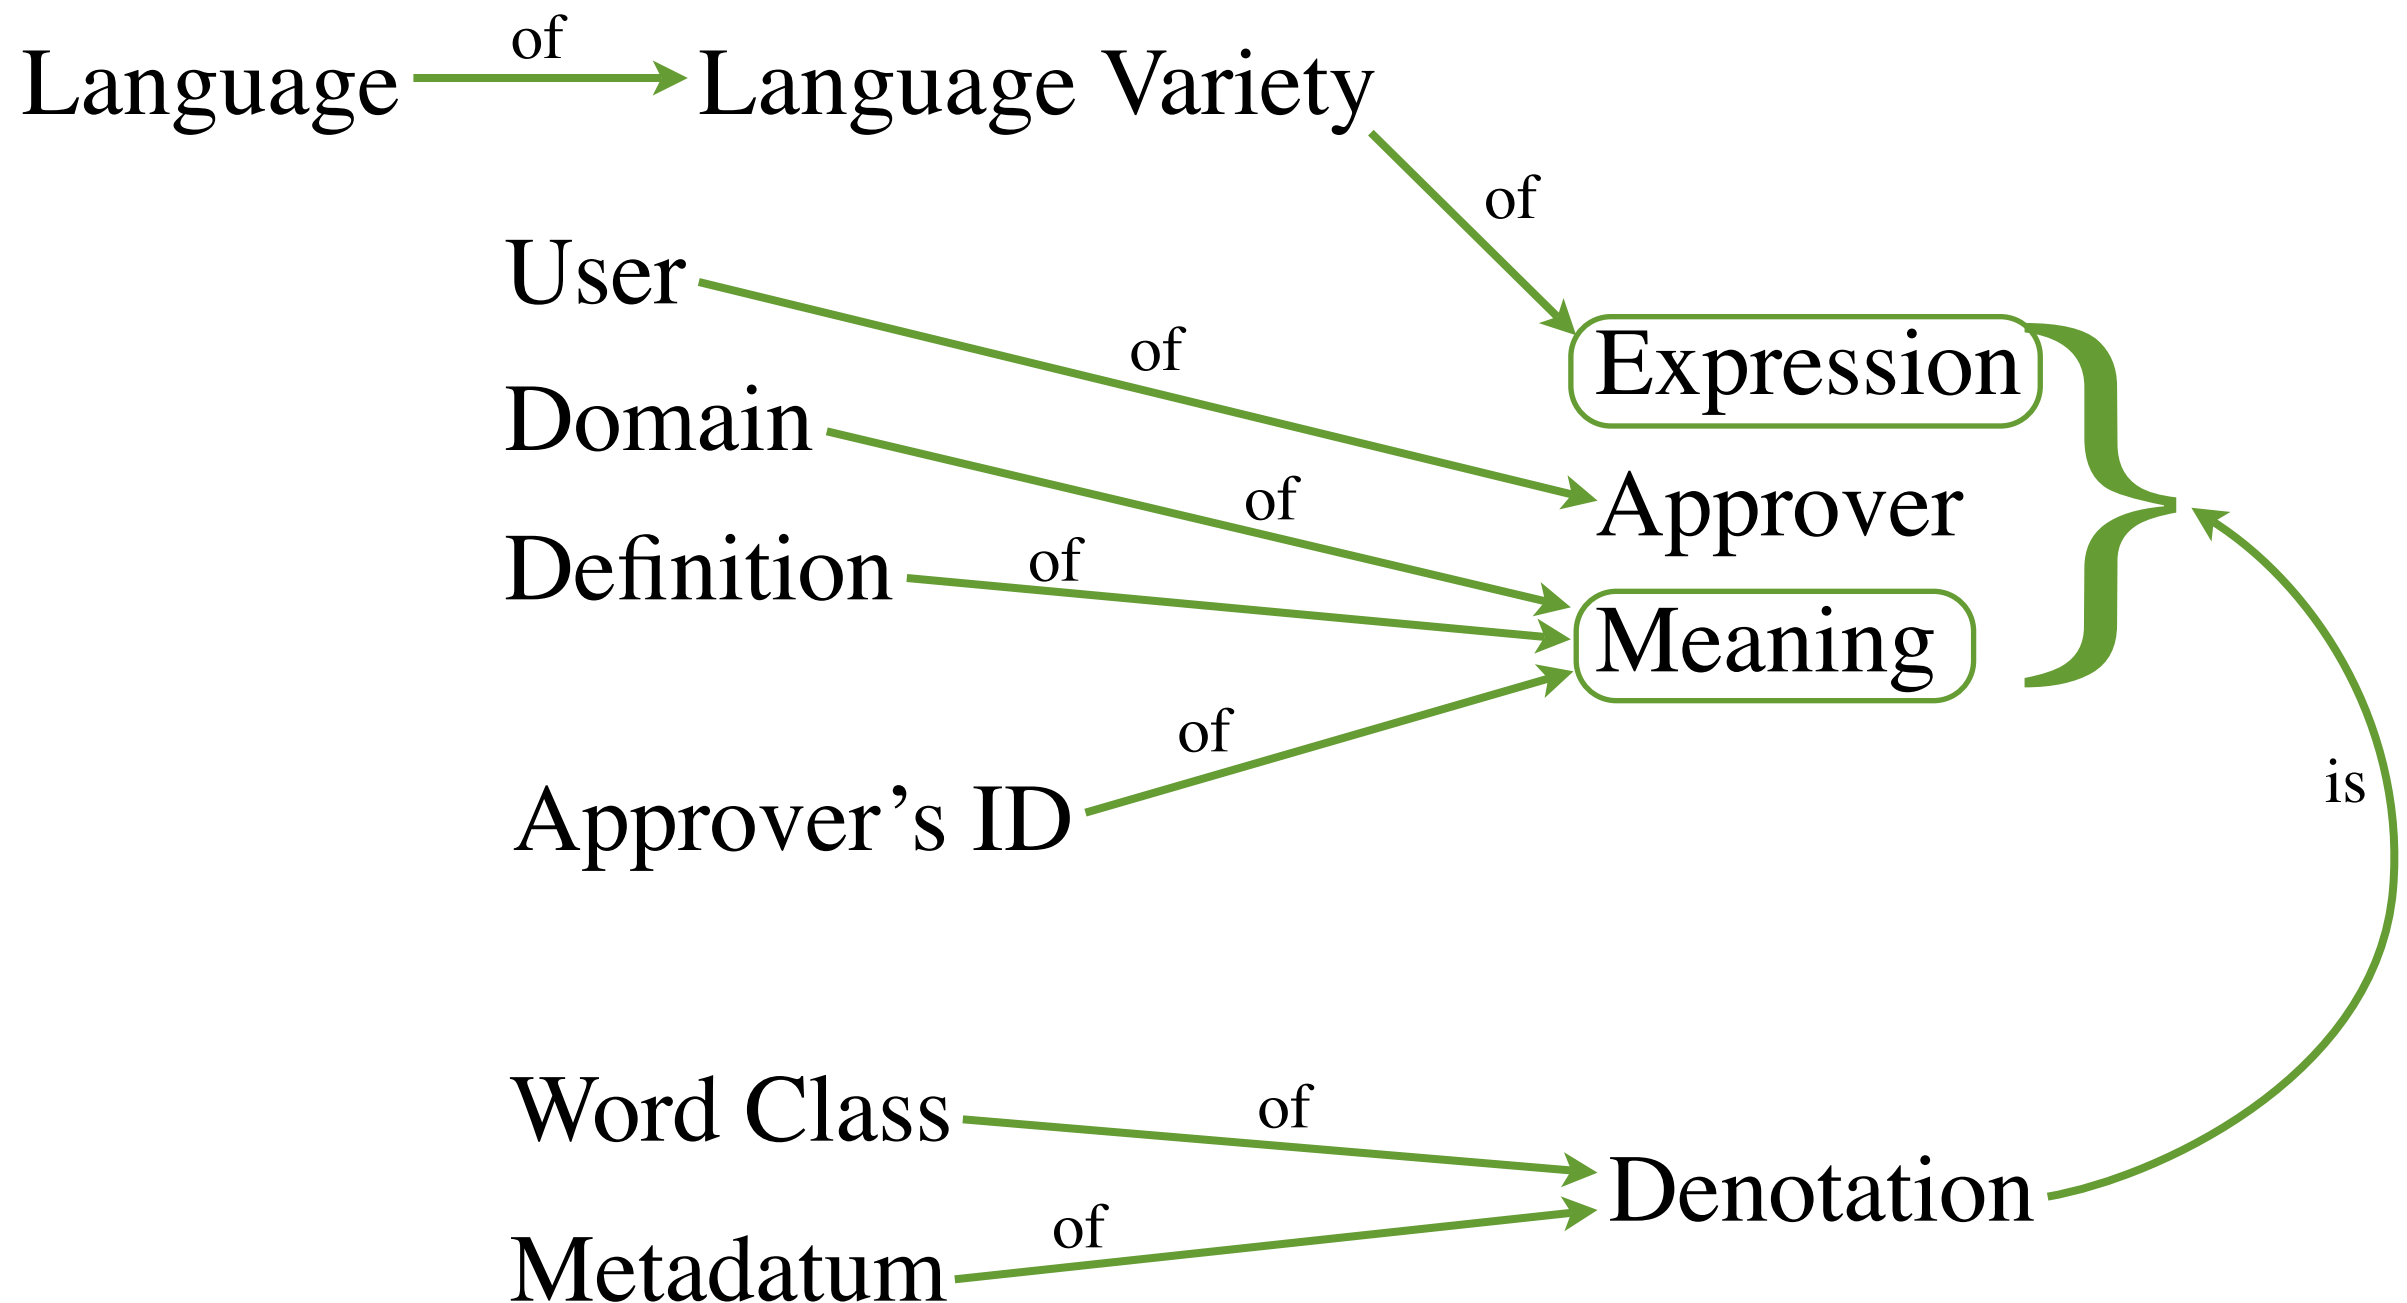 of
Language
Language Variety
of
User
of
Expression
Domain
of
Approver
Definition
of
Meaning
of
is
Approver’s ID
Word Class
of
Denotation
of
Metadatum